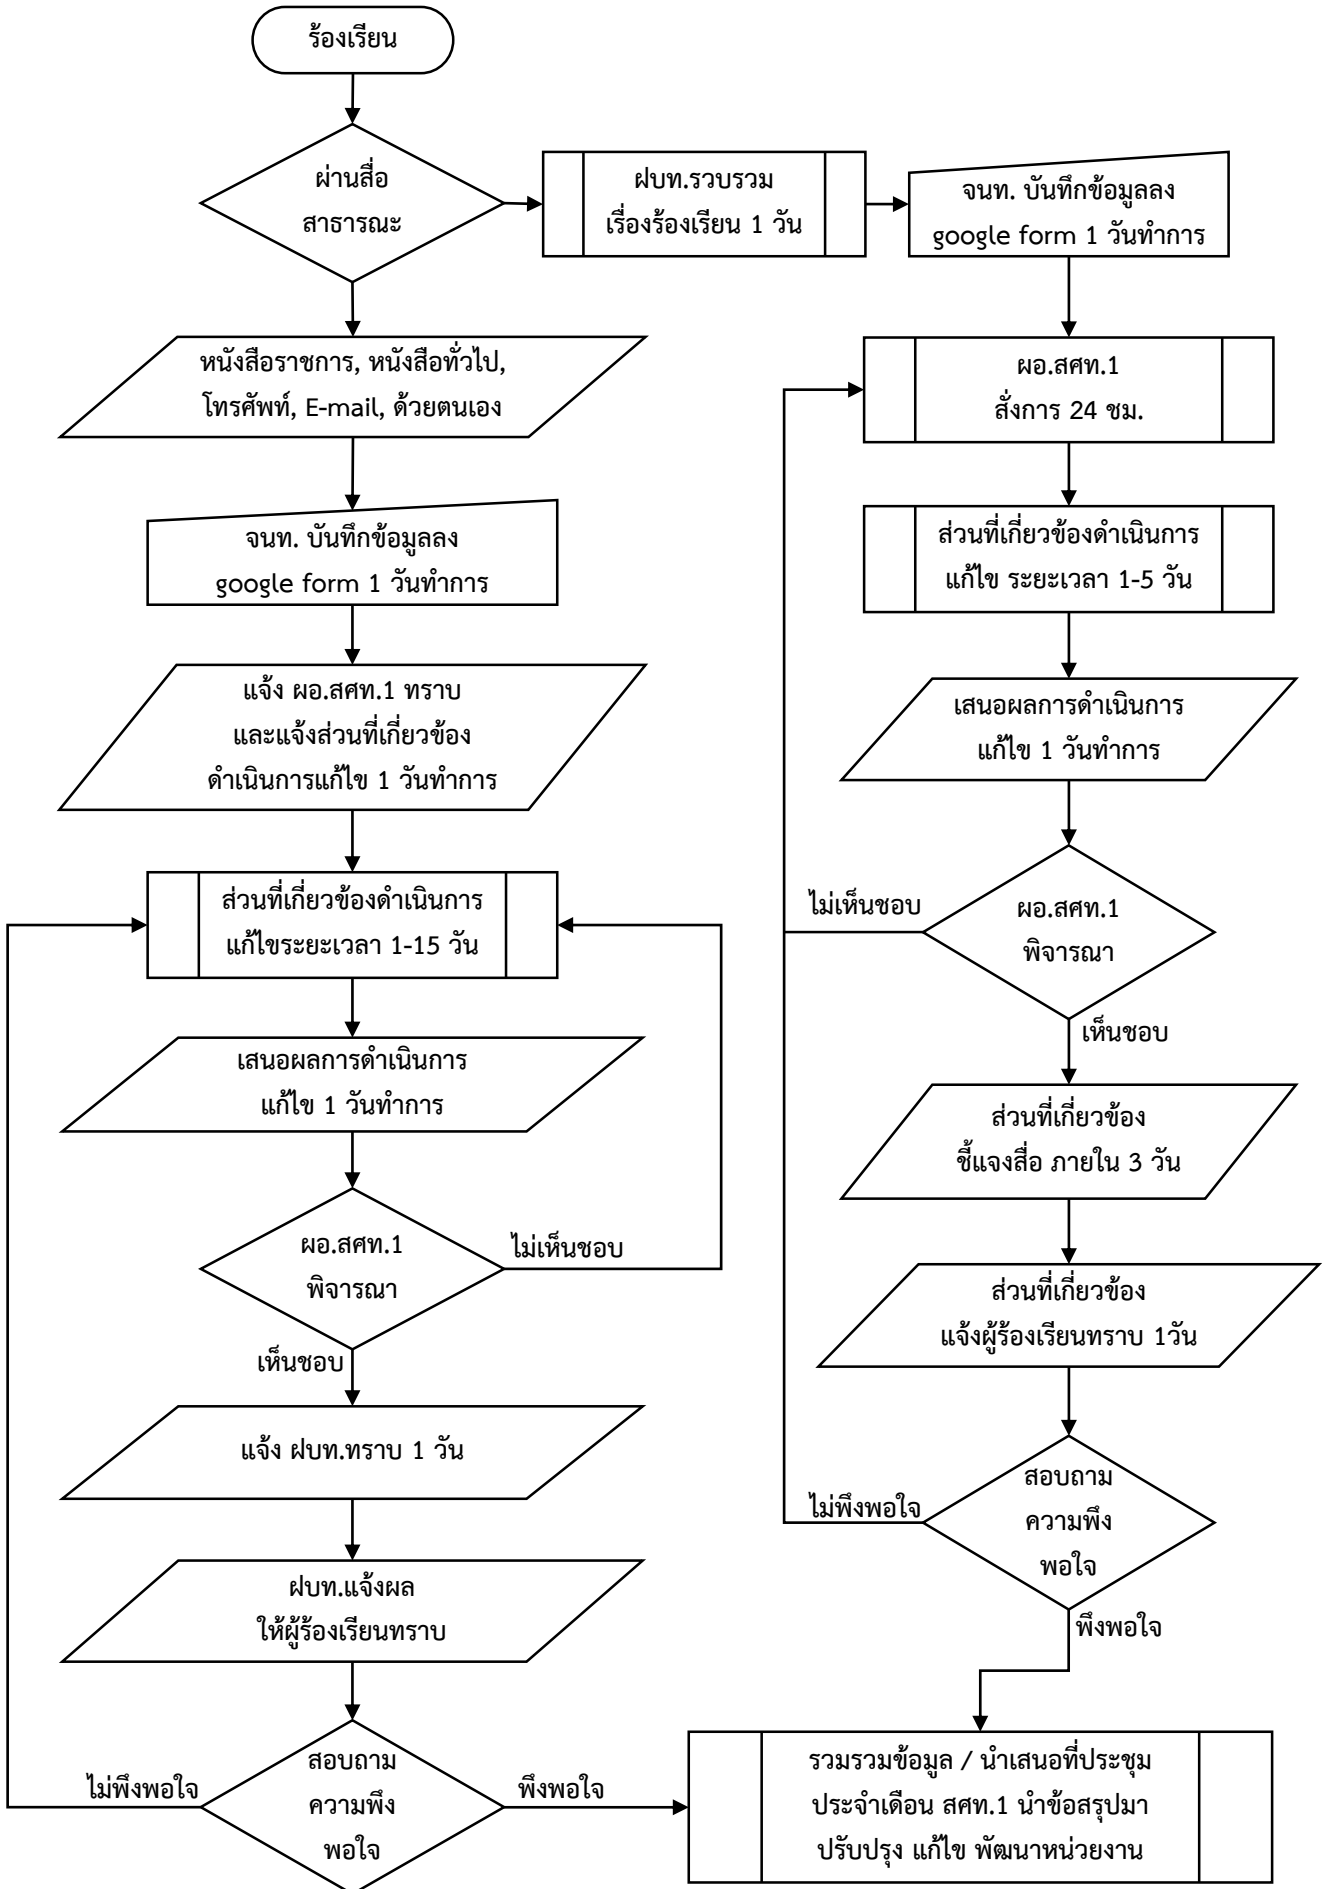 ร้องเรียน
ผ่านสื่อ
สาธารณะ
ฝบท.รวบรวม
เรื่องร้องเรียน 1 วัน
จนท. บันทึกข้อมูลลง
google form 1 วันทำการ
หนังสือราชการ, หนังสือทั่วไป,
โทรศัพท์, E-mail, ด้วยตนเอง
จนท. บันทึกข้อมูลลง
google form 1 วันทำการ
แจ้ง ผอ.สศท.1 ทราบ
และแจ้งส่วนที่เกี่ยวข้อง
ดำเนินการแก้ไข 1 วันทำการ
ส่วนที่เกี่ยวข้องดำเนินการ
แก้ไขระยะเวลา 1-15 วัน
เสนอผลการดำเนินการ
แก้ไข 1 วันทำการ
ผอ.สศท.1
พิจารณา
ไม่เห็นชอบ
เห็นชอบ
แจ้ง ฝบท.ทราบ 1 วัน
ฝบท.แจ้งผล
ให้ผู้ร้องเรียนทราบ
สอบถาม
ความพึง
พอใจ
ไม่พึงพอใจ
พึงพอใจ
ผอ.สศท.1
สั่งการ 24 ชม.
ส่วนที่เกี่ยวข้องดำเนินการ
แก้ไข ระยะเวลา 1-5 วัน
เสนอผลการดำเนินการ
แก้ไข 1 วันทำการ
ผอ.สศท.1
พิจารณา
ไม่เห็นชอบ
เห็นชอบ
ส่วนที่เกี่ยวข้อง
ชี้แจงสื่อ ภายใน 3 วัน
ส่วนที่เกี่ยวข้อง
แจ้งผู้ร้องเรียนทราบ 1วัน
สอบถาม
ความพึง
พอใจ
ไม่พึงพอใจ
พึงพอใจ
รวมรวมข้อมูล / นำเสนอที่ประชุม
ประจำเดือน สศท.1 นำข้อสรุปมา
ปรับปรุง แก้ไข พัฒนาหน่วยงาน